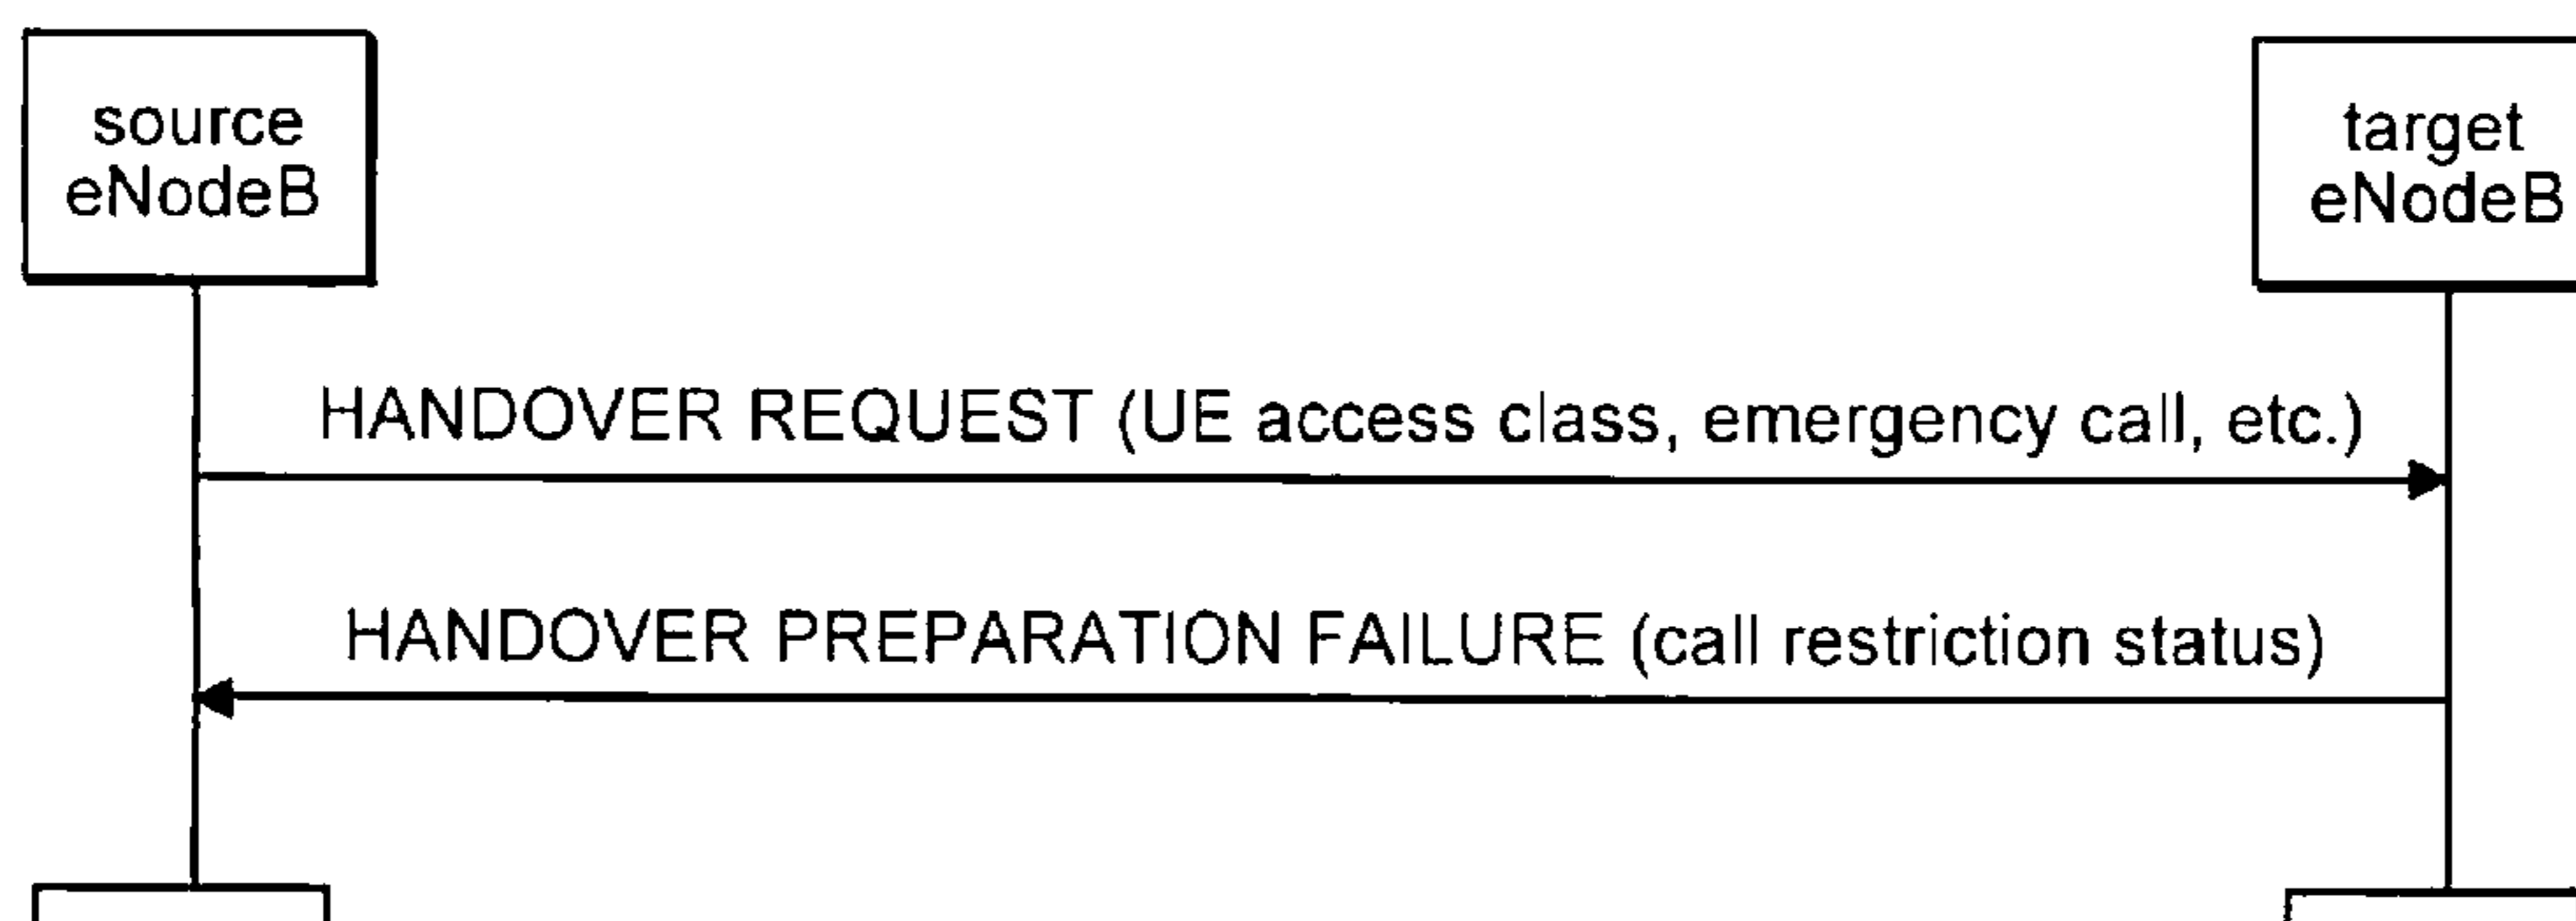 source
eNodeB
target
eNodeB
HANDOVER REQUEST (UE access class, emergency call, etc.)
HANDOVER PREPARATION FAILURE (call restriction status)